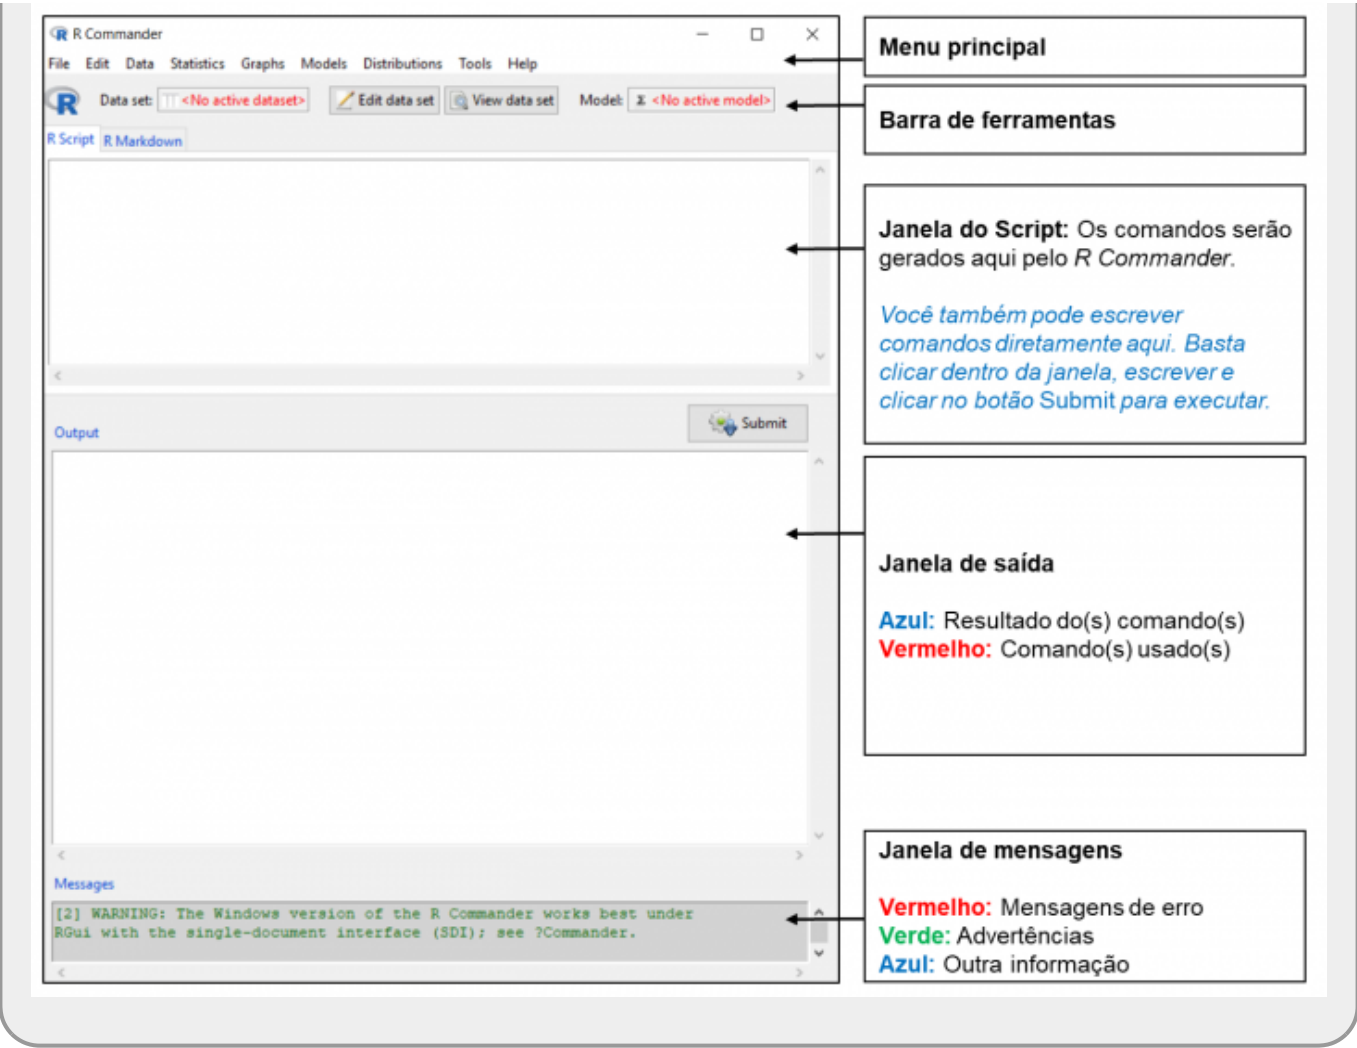 R Commander
File Edit Data Statistics Graphs Models Distributions Tools Help
Data set: <No active dataset> Edit data set View data set Model: Σ <No active model>
R Script R Markdown
Submit
Output
Messages
[2] WARNING: The Windows version of the R Commander works best under
RGui with the single-document interface (SDI); see ?Commander.
Menu principal
Barra de ferramentas
Janela do Script: Os comandos serão
gerados aqui pelo R Commander.
Você também pode escrever
comandos diretamente aqui. Basta
clicar dentro da janela, escrever e
clicar no botão Submit para executar.
Janela de saída
Azul: Resultado do(s) comando(s)
Vermelho: Comando(s) usado(s)
Janela de mensagens
Vermelho: Mensagens de erro
Verde: Advertências
Azul: Outra informação